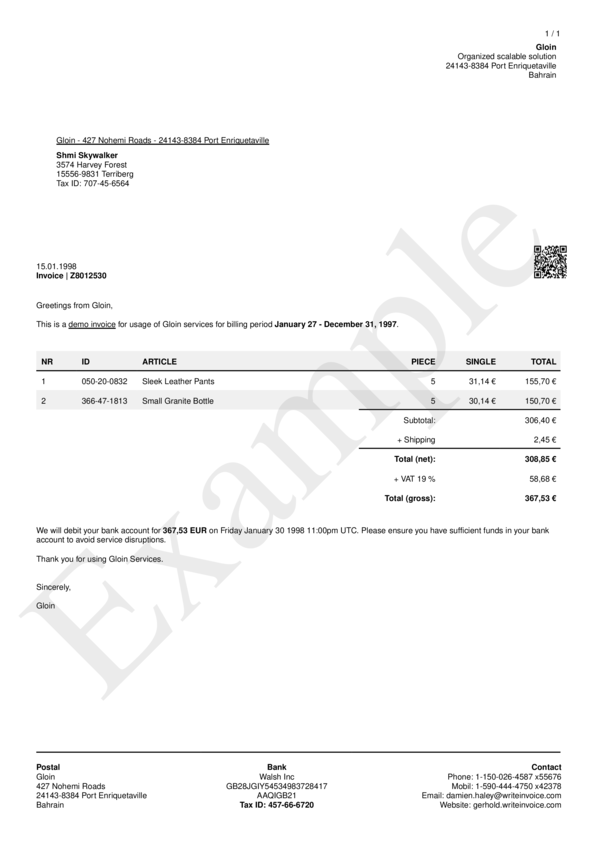 1 / 1
Gloin
Organized scalable solution
24143-8384 Port Enriquetaville
Bahrain
Gloin - 427 Nohemi Roads - 24143-8384 Port Enriquetaville
Shmi Skywalker
3574 Harvey Forest
15556-9831 Terriberg
Tax ID: 707-45-6564
15.01.1998
Invoice | Z8012530
Greetings from Gloin,
This is a demo invoice for usage of Gloin services for billing period January 27 - December 31, 1997.
NR ID ARTICLE PIECE SINGLE TOTAL
1 050-20-0832 Sleek Leather Pants 5 31,14 € 155,70 €
2 366-47-1813 Small Granite Bottle 5 30,14 € 150,70 €
Subtotal: 306,40 €
+ Shipping 2,45 €
Total (net): 308,85 €
+ VAT 19 % 58,68 €
Total (gross): 367,53 €
We will debit your bank account for 367,53 EUR on Friday January 30 1998 11:00pm UTC. Please ensure you have sufficient funds in your bank
account to avoid service disruptions.
Thank you for using Gloin Services.
Sincerely,
Gloin
Example
Postal
Gloin
427 Nohemi Roads
24143-8384 Port Enriquetaville
Bahrain
Bank
Walsh Inc
GB28JGIY54534983728417
AAQIGB21
Tax ID: 457-66-6720
Contact
Phone: 1-150-026-4587 x55676
Mobil: 1-590-444-4750 x42378
Email: damien.haley@writeinvoice.com
Website: gerhold.writeinvoice.com